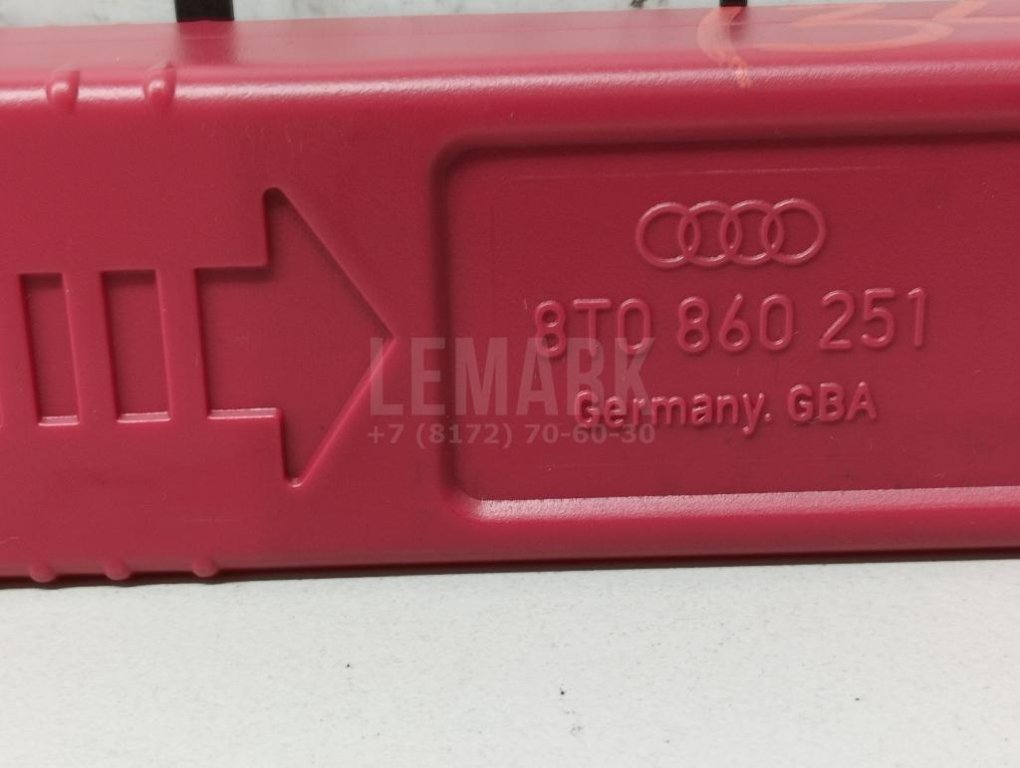 8T0 860 251
LEMARK
Germany. GBA
+7 (8172) 70-60-30